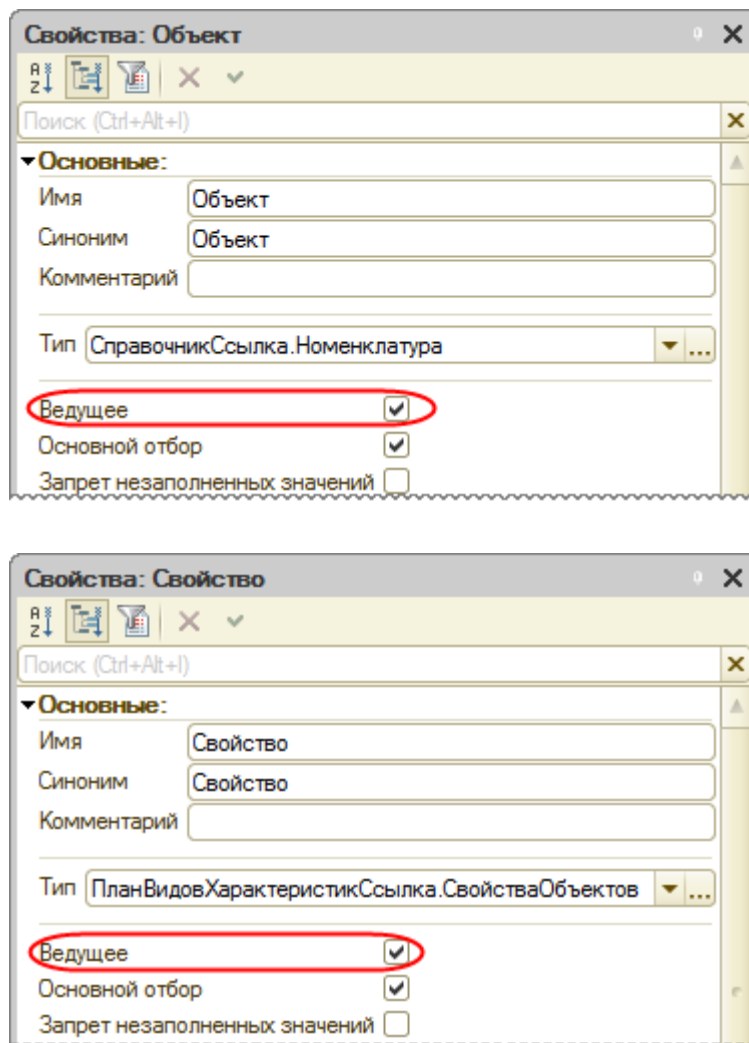 Свойства: Объект
Поиск (Ctrl+Alt+I)
Основные:
Имя Объект
Синоним Объект
Комментарий
Тип СправочникСсылка.Номенклатура ...
Ведущее
Основной отбор
Запрет незаполненных значений
Свойства: Свойство
Поиск (Ctrl+Alt+I)
Основные:
Имя Свойство
Синоним Свойство
Комментарий
Тип ПланВидовХарактеристикСсылка.СвойстваОбъектов ...
Ведущее
Основной отбор
Запрет незаполненных значений